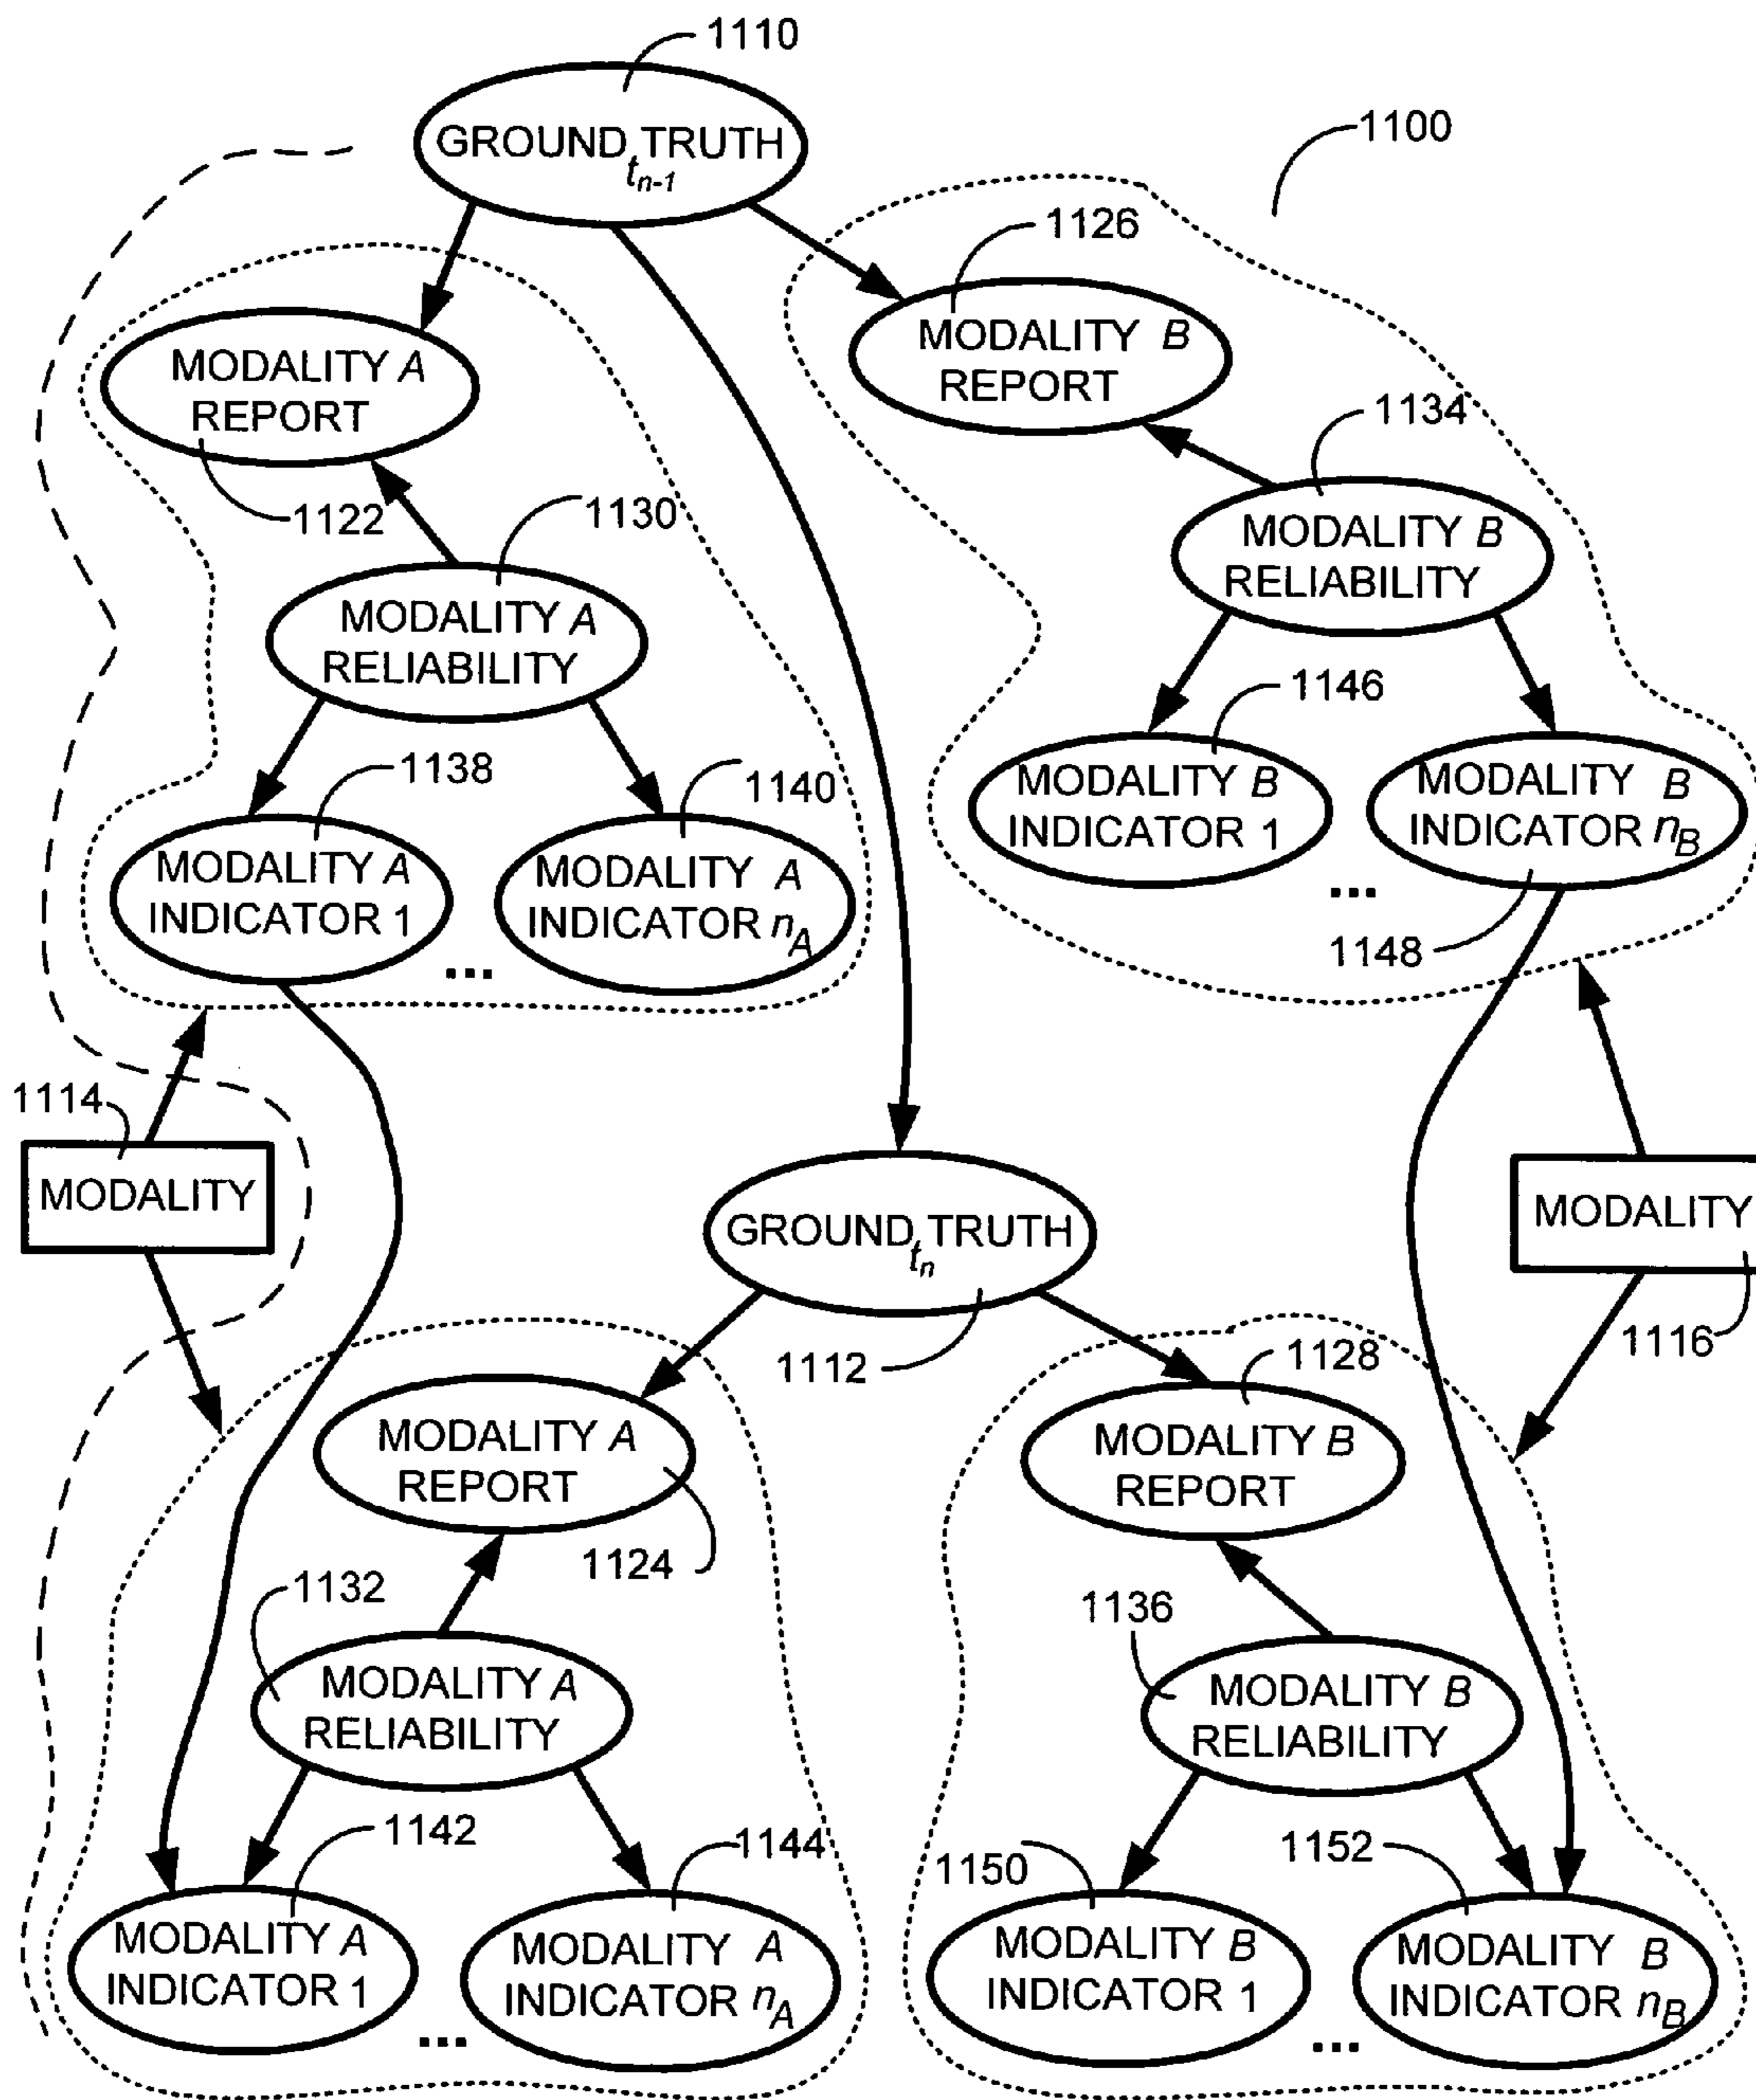 1110
GROUND TRUTH
tn-1
1100
1126
MODALITY A
REPORT
MODALITY B
REPORT
1134
1122
1130
MODALITY B
RELIABILITY
MODALITY A
RELIABILITY
1146
1138
1140
MODALITY B
INDICATOR 1
...
MODALITY B
INDICATOR nB
MODALITY A
INDICATOR 1
...
MODALITY A
INDICATOR nA
1148
1114
MODALITY
MODALITY
GROUND TRUTH
tn
1116
1112
1128
MODALITY A
REPORT
MODALITY B
REPORT
1124
1132
1136
MODALITY A
RELIABILITY
MODALITY B
RELIABILITY
1142
1144
1150
1152
MODALITY A
INDICATOR 1
...
MODALITY A
INDICATOR nA
MODALITY B
INDICATOR 1
...
MODALITY B
INDICATOR nB